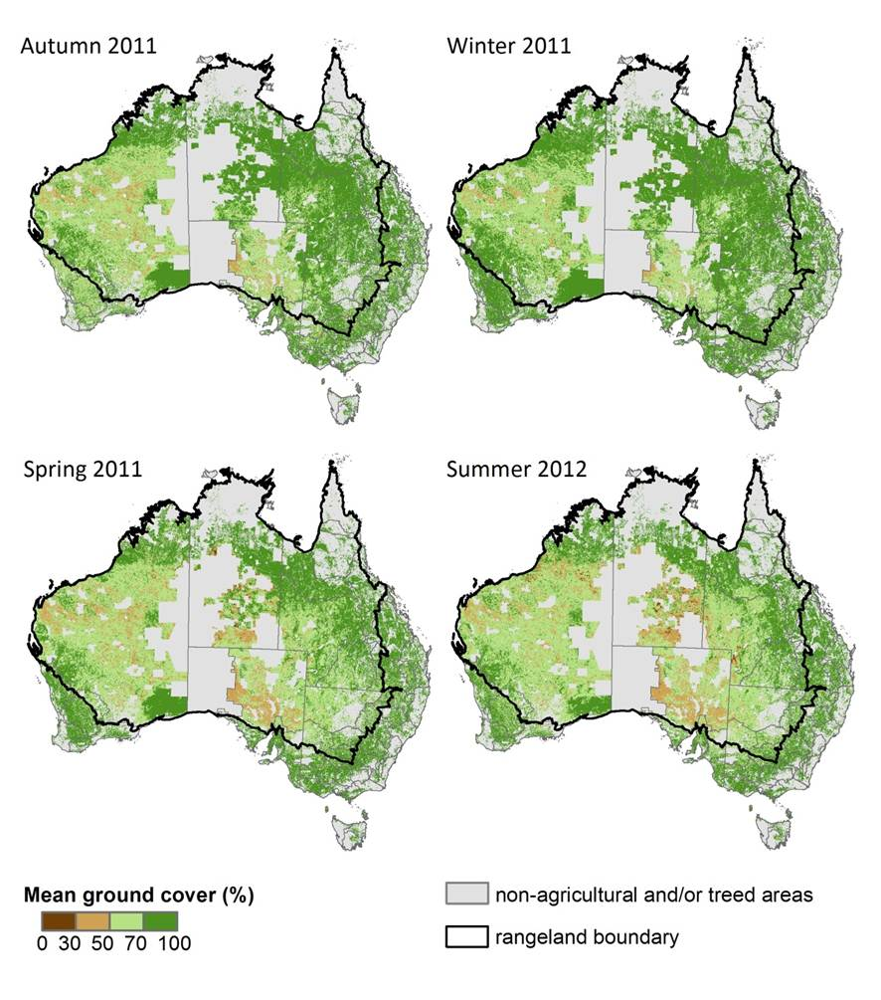 Autumn 2011
Winter 2011
Spring 2011
Summer 2012
Mean ground cover (%)
0 30 50 70 100
non-agricultural and/or treed areas
rangeland boundary